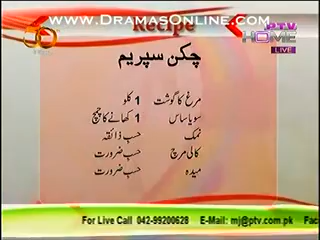 www.DramasOnline.com
Recipe
PTV
HOME
LIVE
چکن سپریم
مرغ کا گوشت 1 کلو
سویا ساس 1 کھانے کا چمچ
نمک حسب ذائقہ
کالی مرچ حسب ضرورت
میدہ حسب ضرورت
For Live Call 042-99200628 E-Mail: mj@ptv.com.pk Fac